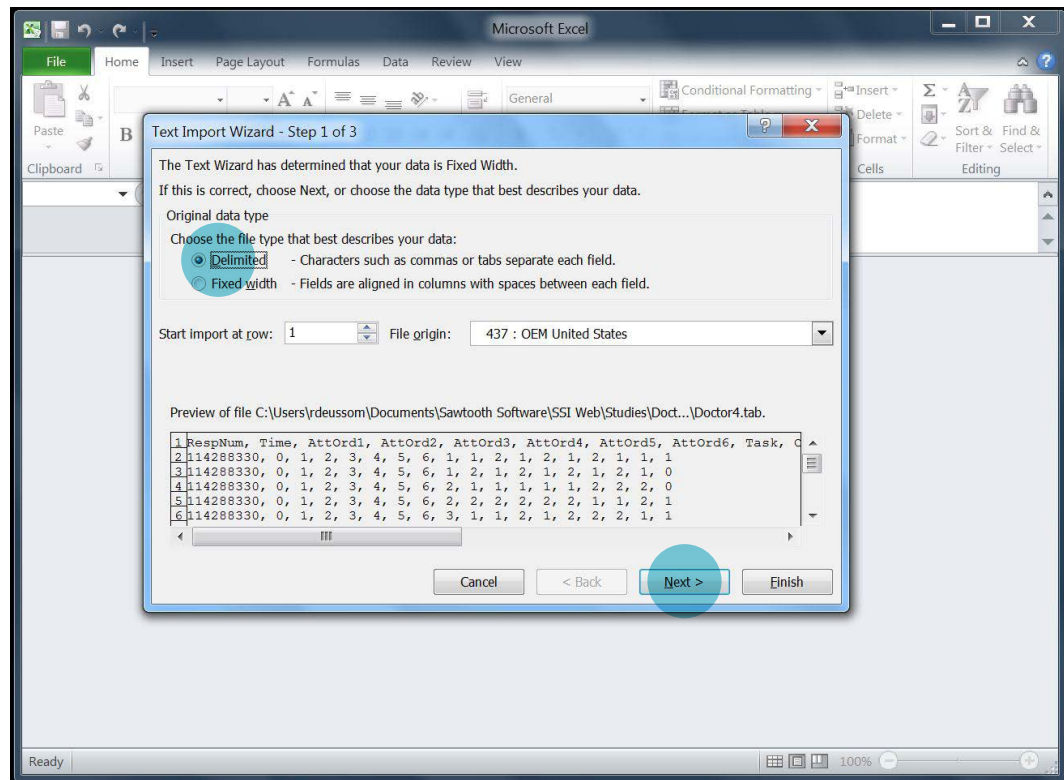 Microsoft Excel
File Home Insert Page Layout Formulas Data Review View
General
Conditional Formatting
Insert
Delete
Format
Paste
B
Sort & Find &
Filter Select
Clipboard
Cells
Editing
Text Import Wizard - Step 1 of 3
The Text Wizard has determined that your data is Fixed Width.
If this is correct, choose Next, or choose the data type that best describes your data.
Original data type
Choose the file type that best describes your data:
Delimited - Characters such as commas or tabs separate each field.
Fixed width - Fields are aligned in columns with spaces between each field.
Start import at row: 1 File origin: 437 : OEM United States
Preview of file C:\Users\rdeussom\Documents\Sawtooth Software\SSI Web\Studies\Doct...\Doctor4.tab.
1 RespNum, Time, AttOrd1, AttOrd2, AttOrd3, AttOrd4, AttOrd5, AttOrd6, Task, C
2 114288330, 0, 1, 2, 3, 4, 5, 6, 1, 1, 2, 1, 2, 1, 2, 1, 1, 1
3 114288330, 0, 1, 2, 3, 4, 5, 6, 1, 2, 1, 2, 1, 2, 1, 2, 1, 0
4 114288330, 0, 1, 2, 3, 4, 5, 6, 2, 1, 1, 1, 1, 1, 2, 2, 2, 0
5 114288330, 0, 1, 2, 3, 4, 5, 6, 2, 2, 2, 2, 2, 2, 1, 1, 2, 1
6 114288330, 0, 1, 2, 3, 4, 5, 6, 3, 1, 1, 2, 1, 2, 2, 2, 1, 1
Cancel < Back Next > Finish
Ready 100%